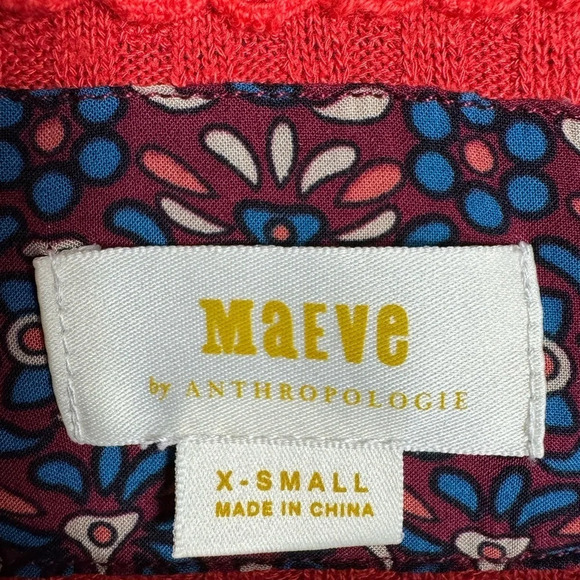 MaEve
by ANTHROPOLOGIE
X-SMALL
MADE IN CHINA